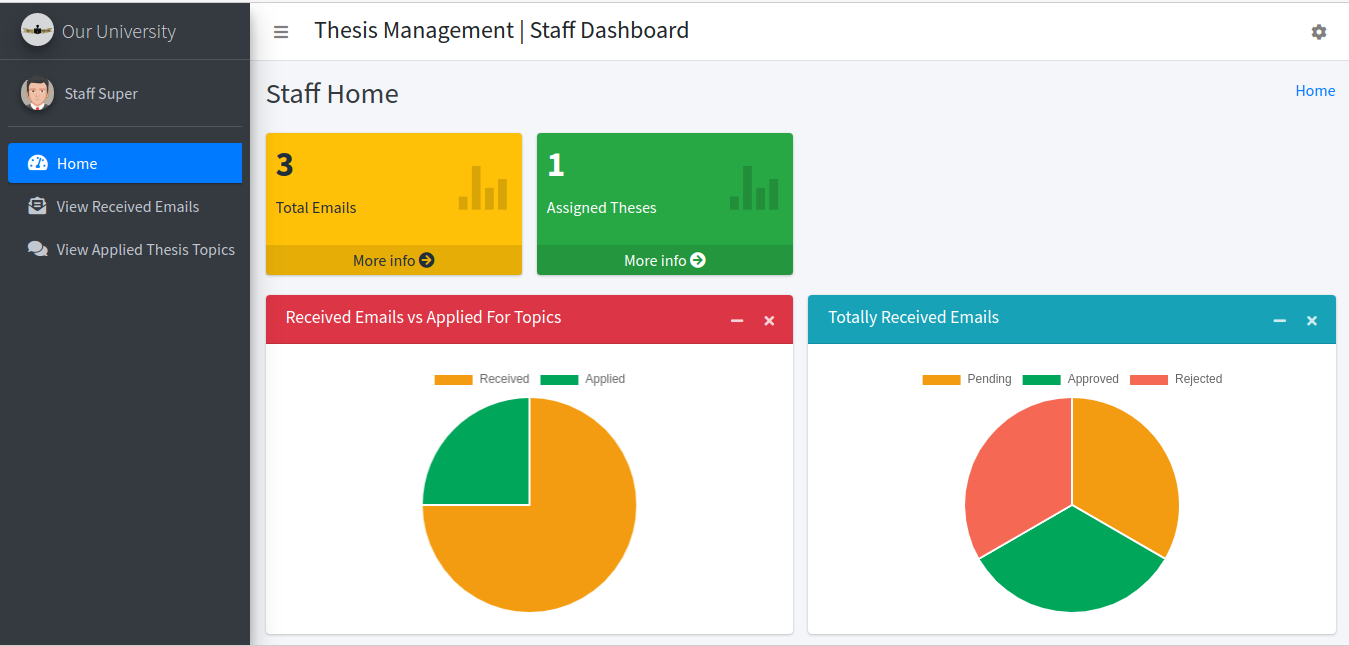 Our University
Thesis Management | Staff Dashboard
Staff Super
Staff Home
Home
Home
View Received Emails
View Applied Thesis Topics
3
Total Emails
More info
1
Assigned Theses
More info
Received Emails vs Applied For Topics
Received Applied
Totally Received Emails
Pending Approved Rejected